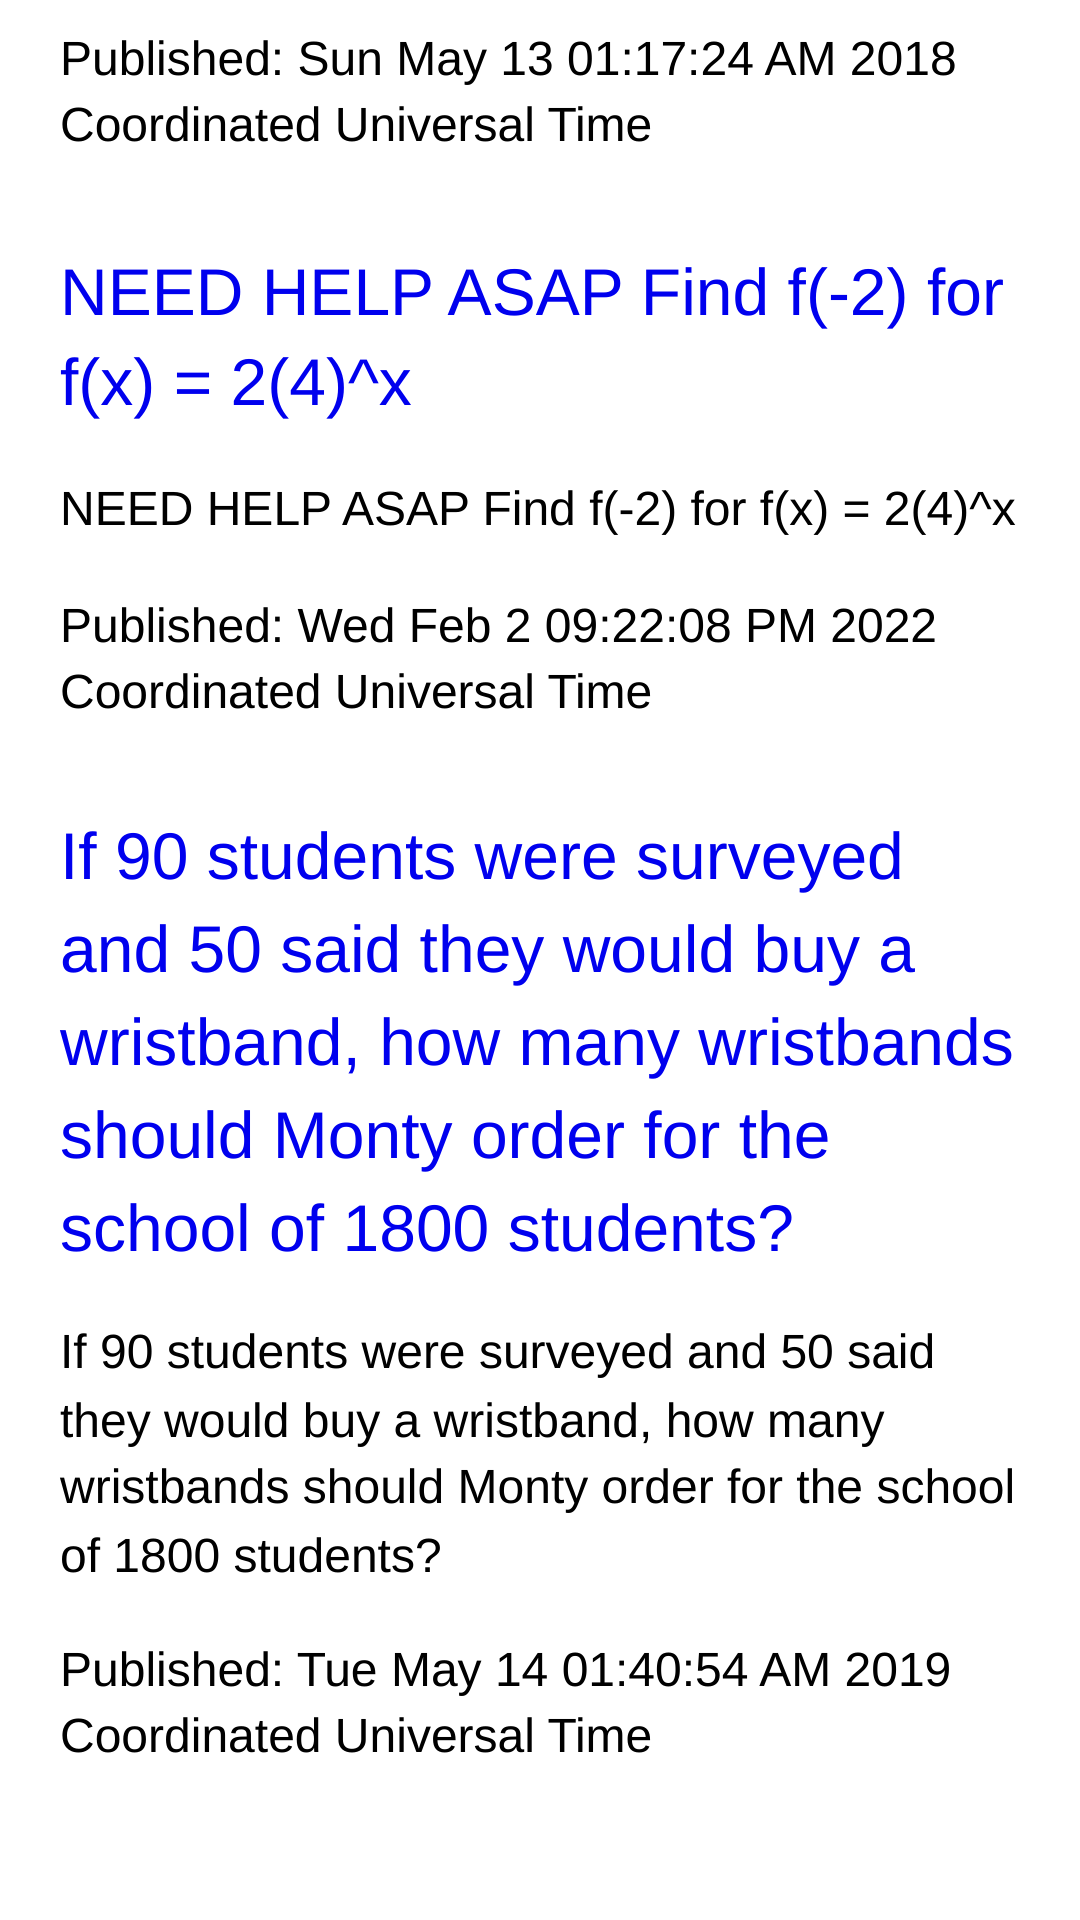 Published: Sun May 13 01:17:24 AM 2018
Coordinated Universal Time
NEED HELP ASAP Find f(-2) for
f(x) = 2(4)^x
NEED HELP ASAP Find f(-2) for f(x) = 2(4)^x
Published: Wed Feb 2 09:22:08 PM 2022
Coordinated Universal Time
If 90 students were surveyed
and 50 said they would buy a
wristband, how many wristbands
should Monty order for the
school of 1800 students?
If 90 students were surveyed and 50 said
they would buy a wristband, how many
wristbands should Monty order for the school
of 1800 students?
Published: Tue May 14 01:40:54 AM 2019
Coordinated Universal Time